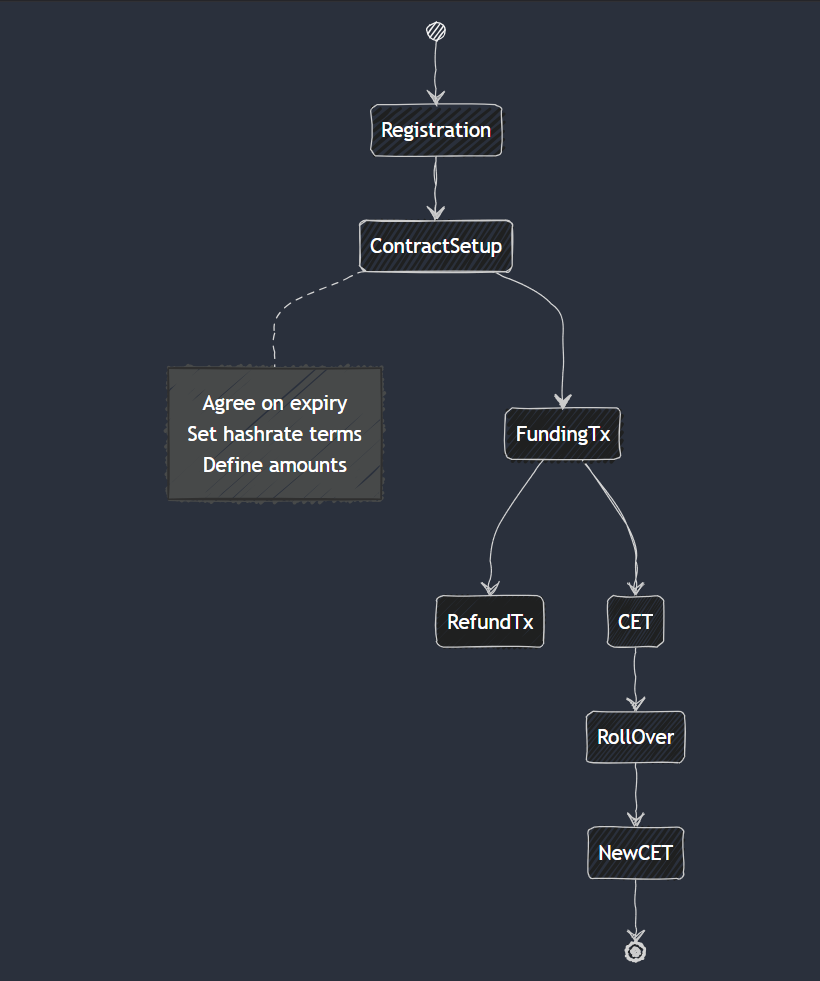 Registration
ContractSetup
Agree on expiry
Set hashrate terms
Define amounts
FundingTx
RefundTx
CET
RollOver
NewCET